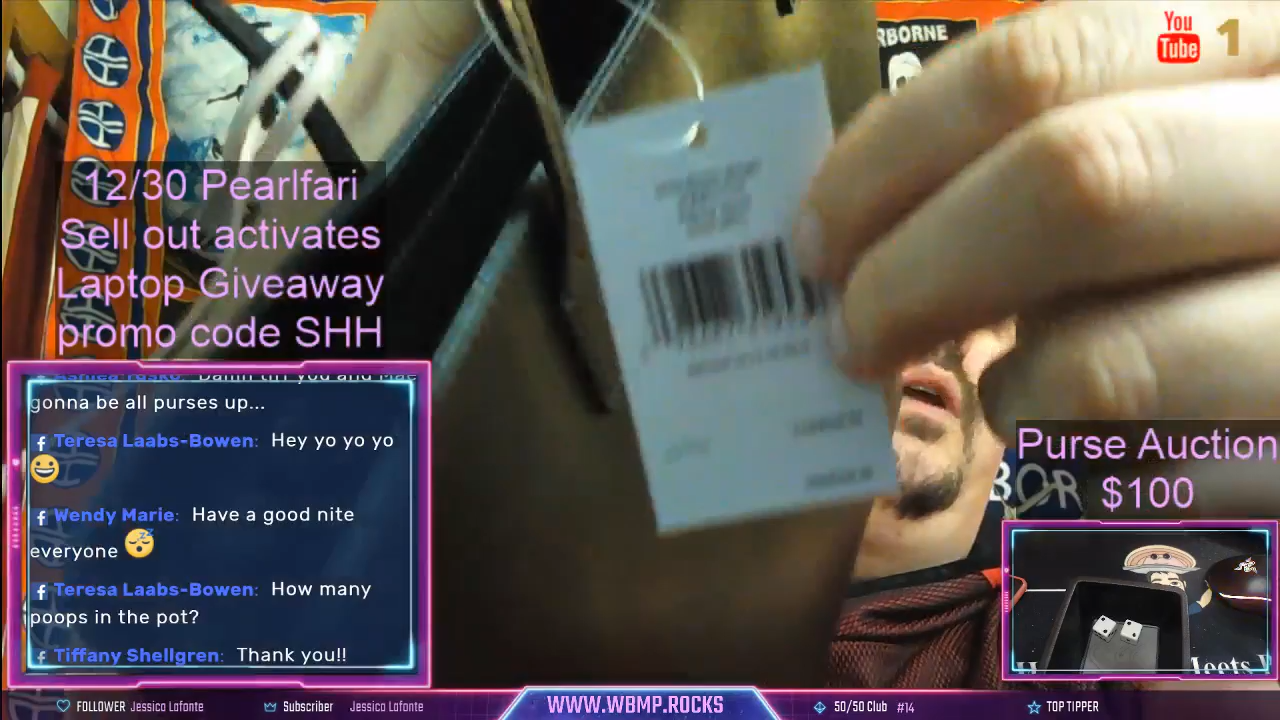 RBORNE
You
Tube 1
12/30 Pearlfari
Sell out activates
Laptop Giveaway
promo code SHH
gonna be all purses up...
Teresa Laabs-Bowen: Hey yo yo yo
Wendy Marie: Have a good nite
everyone
Teresa Laabs-Bowen: How many
poops in the pot?
Tiffany Shellgren: Thank you!!
Purse Auction
$100
FOLLOWER Jessica Lafonte
Subscriber Jessica Lafonte
WWW.WBMP.ROCKS
50/50 Club #14
TOP TIPPER